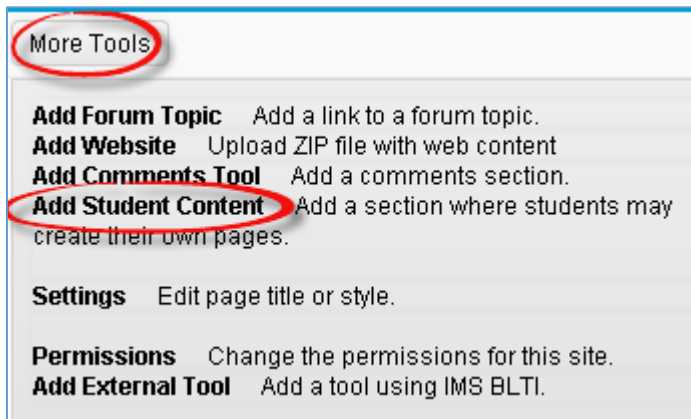 More Tools
Add Forum Topic Add a link to a forum topic.
Add Website Upload ZIP file with web content
Add Comments Tool Add a comments section.
Add Student Content Add a section where students may
create their own pages.
Settings Edit page title or style.
Permissions Change the permissions for this site.
Add External Tool Add a tool using IMS BLTI.